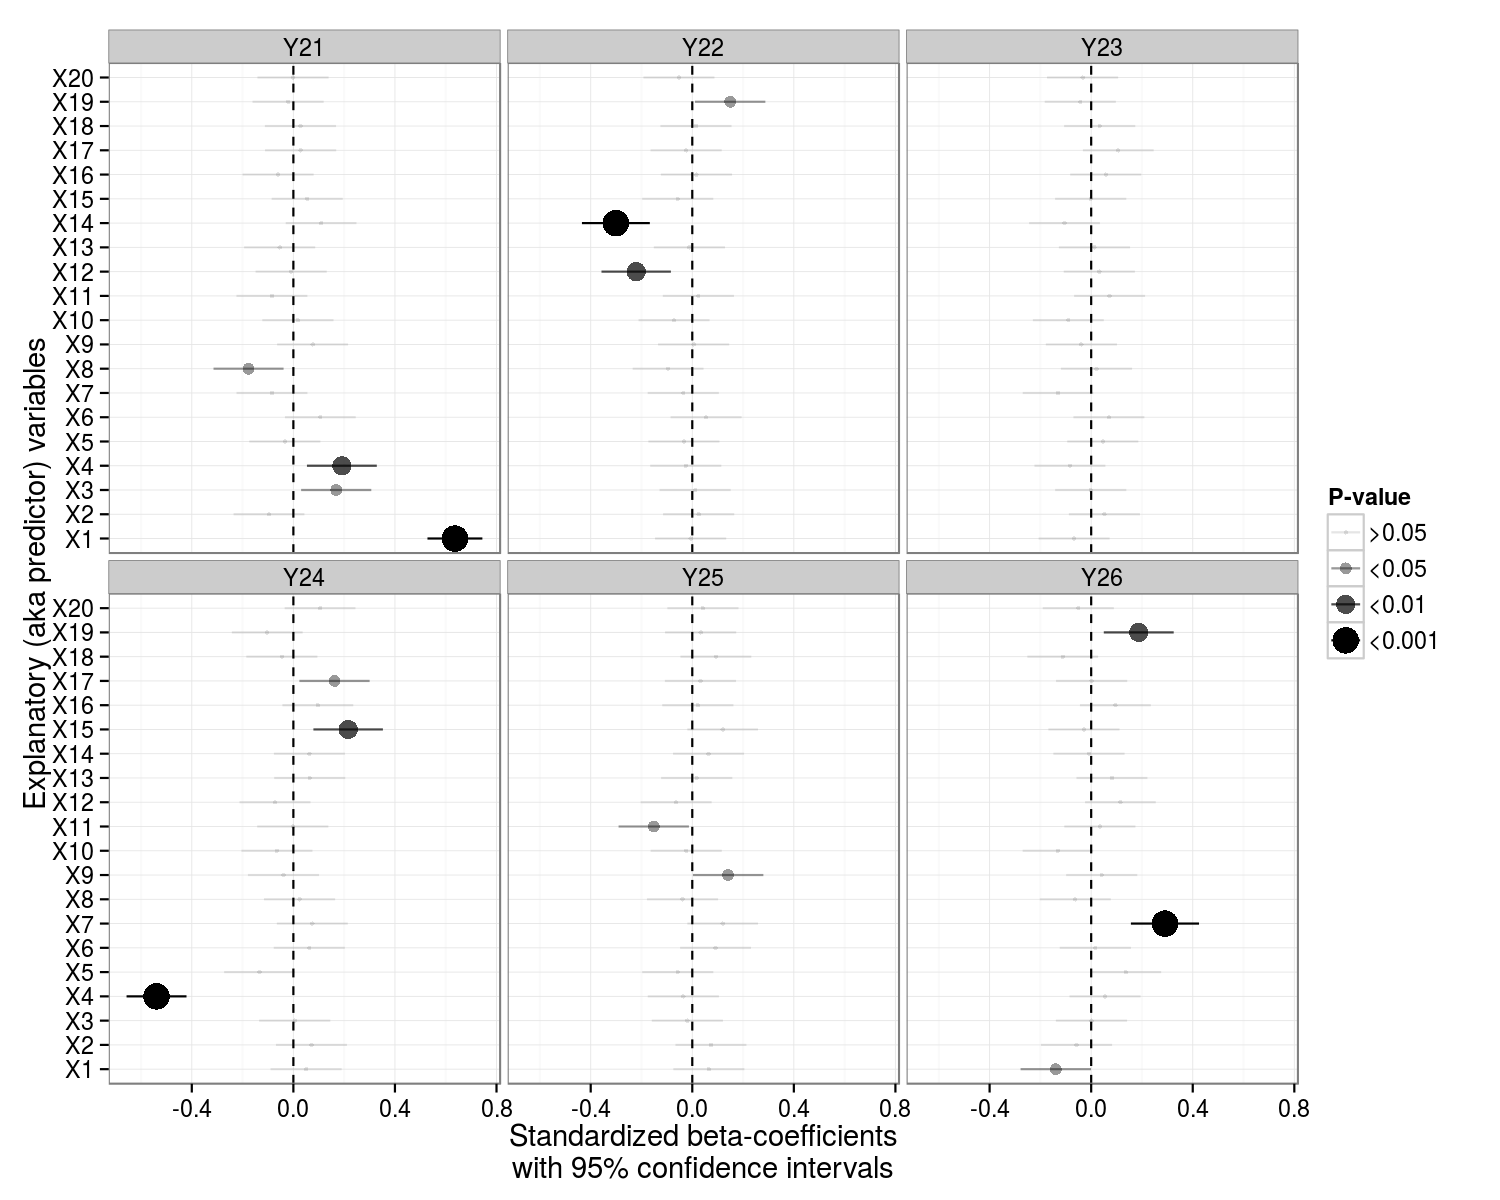 Y21 Y22 Y23
X20
X19
X18
X17
X16
X15
X14
X13
X12
X11
X10
X9
X8
X7
X6
X5
X4
X3
X2
X1
Y24 Y25 Y26
X20
X19
X18
X17
X16
X15
X14
X13
X12
X11
X10
X9
X8
X7
X6
X5
X4
X3
X2
X1
-0.4 0.0 0.4 0.8 -0.4 0.0 0.4 0.8 -0.4 0.0 0.4 0.8
Standardized beta-coefficients
with 95% confidence intervals
Explanatory (aka predictor) variables
P-value
>0.05
<0.05
<0.01
<0.001